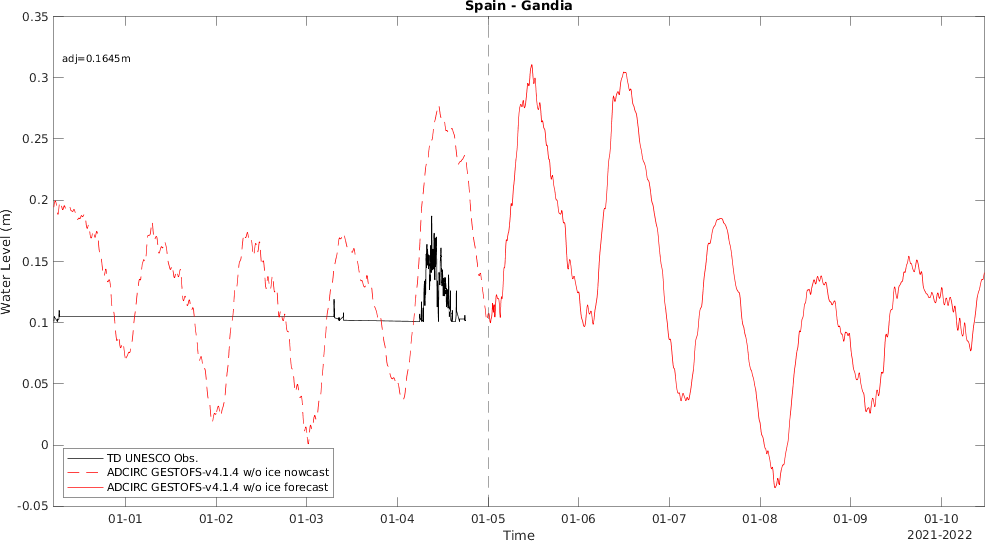 Spain - Gandia
adj=0.1645m
Water Level (m)
0.35
0.3
0.25
0.2
0.15
0.1
0.05
0
-0.05
TD UNESCO Obs.
ADCIRC GESTOFS-v4.1.4 w/o ice nowcast
ADCIRC GESTOFS-v4.1.4 w/o ice forecast
01-01 01-02 01-03 01-04 01-05 01-06 01-07 01-08 01-09 01-10
Time
2021-2022